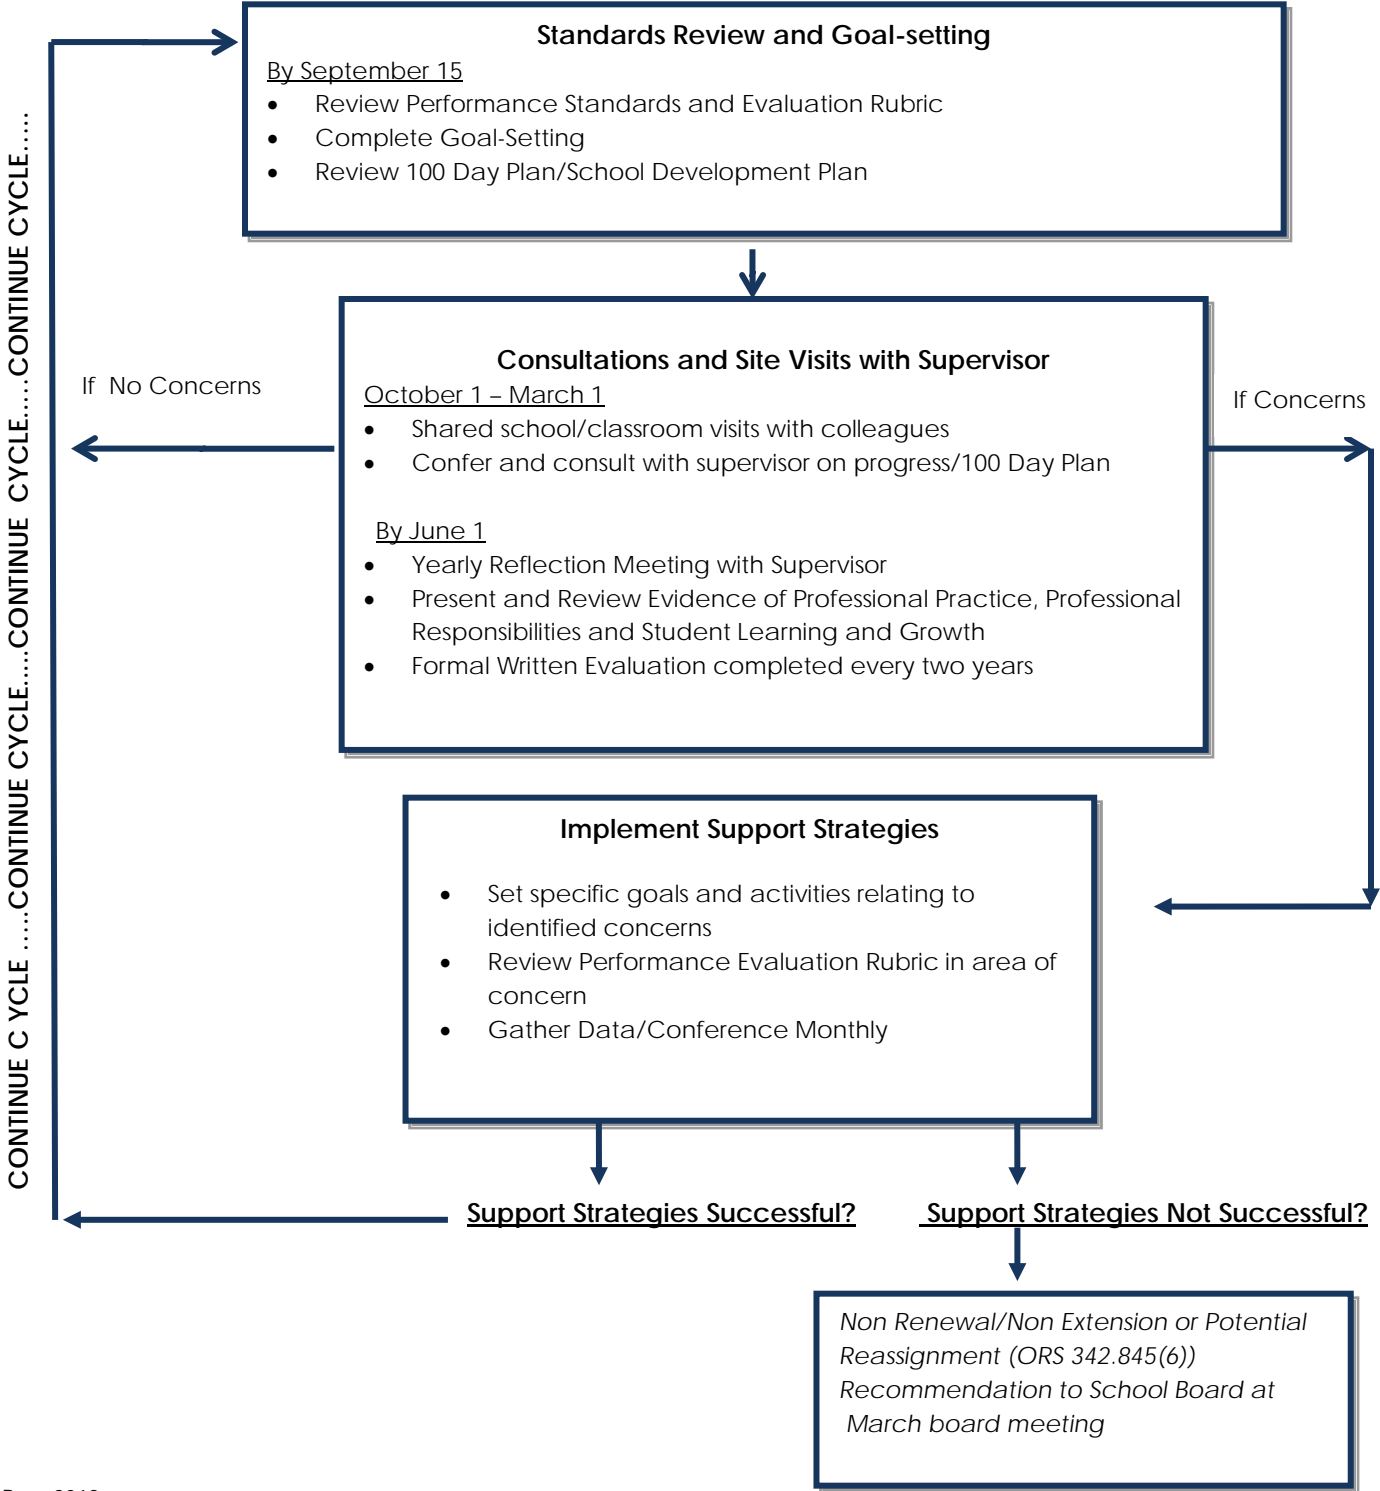 Standards Review and Goal-setting
By September 15
• Review Performance Standards and Evaluation Rubric
• Complete Goal-Setting
• Review 100 Day Plan/School Development Plan
CONTINUE C YCLE .....CONTINUE CYCLE.....CONTINUE CYCLE.....CONTINUE CYCLE.....
If No Concerns
Consultations and Site Visits with Supervisor
October 1 – March 1
• Shared school/classroom visits with colleagues
• Confer and consult with supervisor on progress/100 Day Plan
By June 1
• Yearly Reflection Meeting with Supervisor
• Present and Review Evidence of Professional Practice, Professional
Responsibilities and Student Learning and Growth
• Formal Written Evaluation completed every two years
If Concerns
Implement Support Strategies
• Set specific goals and activities relating to
identified concerns
• Review Performance Evaluation Rubric in area of
concern
• Gather Data/Conference Monthly
Support Strategies Successful?
Support Strategies Not Successful?
Non Renewal/Non Extension or Potential
Reassignment (ORS 342.845(6))
Recommendation to School Board at
March board meeting